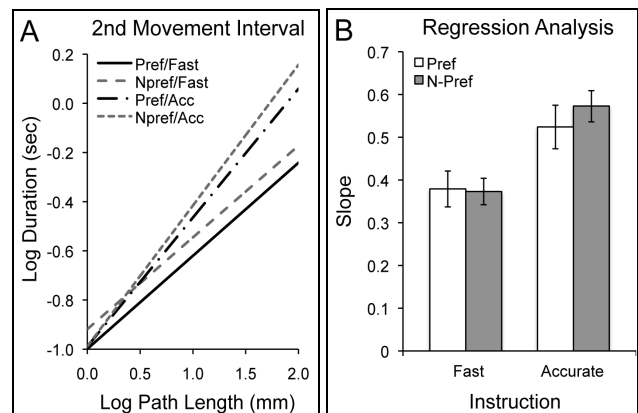 A 2nd Movement Interval
0.2
0.0
-0.2
-0.4
-0.6
-0.8
-1.0
Log Duration (sec)
Pref/Fast
Npref/Fast
Pref/Acc
Npref/Acc
0.0 0.5 1.0 1.5 2.0
Log Path Length (mm)
B Regression Analysis
0.7
0.6
0.5
0.4
0.3
0.2
0.1
0
Slope
Pref
N-Pref
Fast Accurate
Instruction